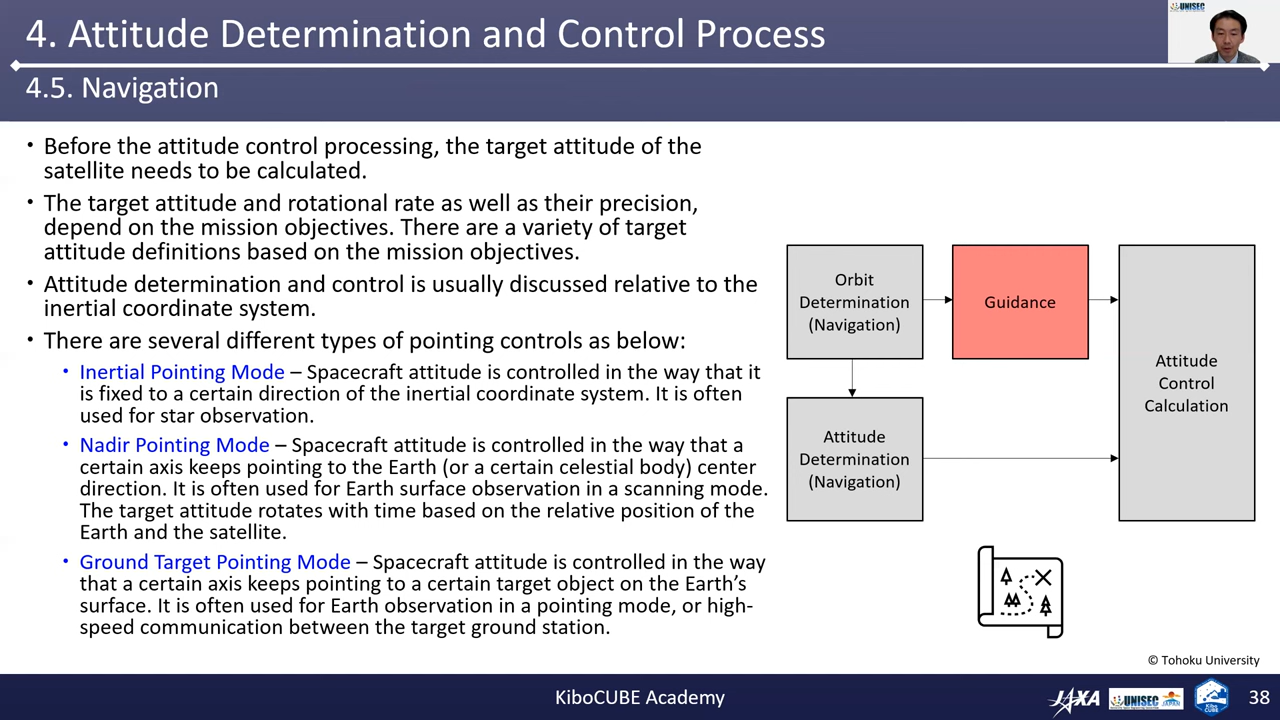 4. Attitude Determination and Control Process
UNISEC
4.5. Navigation
• Before the attitude control processing, the target attitude of the
satellite needs to be calculated.
• The target attitude and rotational rate as well as their precision,
depend on the mission objectives. There are a variety of target
attitude definitions based on the mission objectives.
• Attitude determination and control is usually discussed relative to the
inertial coordinate system.
• There are several different types of pointing controls as below:
• Inertial Pointing Mode – Spacecraft attitude is controlled in the way that it
is fixed to a certain direction of the inertial coordinate system. It is often
used for star observation.
• Nadir Pointing Mode – Spacecraft attitude is controlled in the way that a
certain axis keeps pointing to the Earth (or a certain celestial body) center
direction. It is often used for Earth surface observation in a scanning mode.
The target attitude rotates with time based on the relative position of the
Earth and the satellite.
• Ground Target Pointing Mode – Spacecraft attitude is controlled in the way
that a certain axis keeps pointing to a certain target object on the Earth's
surface. It is often used for Earth observation in a pointing mode, or high-
speed communication between the target ground station.
Orbit
Determination
(Navigation)
Guidance
Attitude
Control
Calculation
Attitude
Determination
(Navigation)
© Tohoku University
KiboCUBE Academy
JAXA
UNISEC
JAPAN
Kibo
CUBE
38